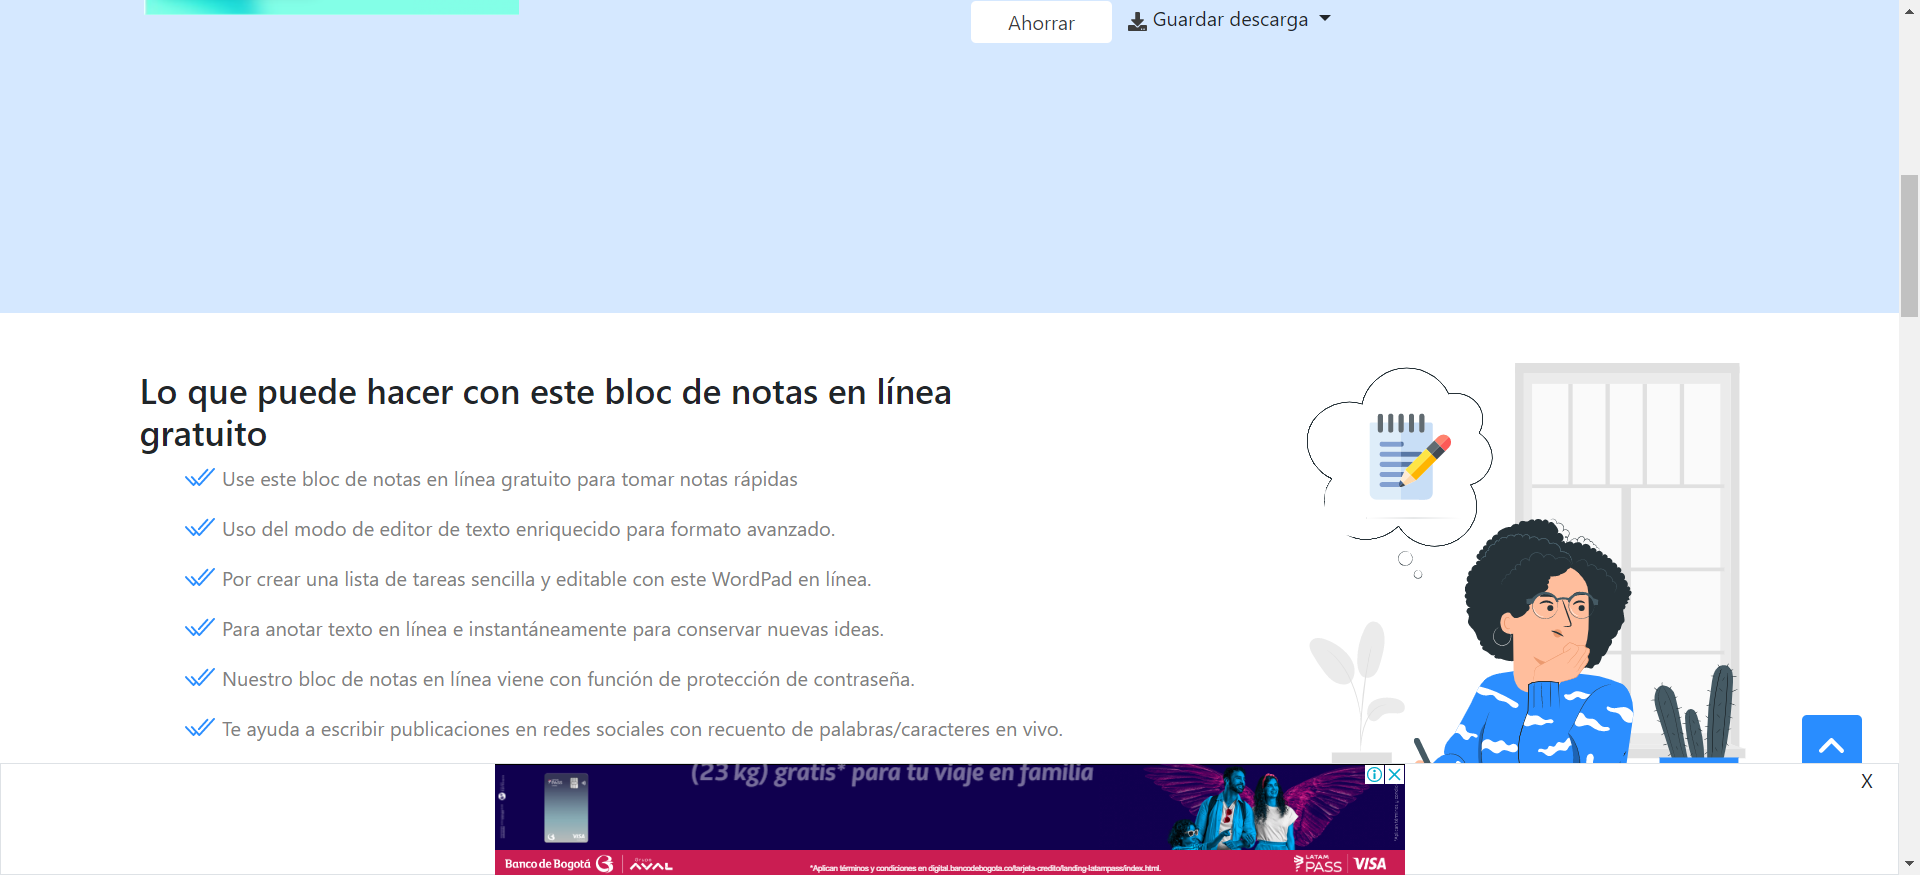 Ahorrar
Guardar descarga
Lo que puede hacer con este bloc de notas en línea
gratuito
Use este bloc de notas en línea gratuito para tomar notas rápidas
Uso del modo de editor de texto enriquecido para formato avanzado.
Por crear una lista de tareas sencilla y editable con este WordPad en línea.
Para anotar texto en línea e instantáneamente para conservar nuevas ideas.
Nuestro bloc de notas en línea viene con función de protección de contraseña.
Te ayuda a escribir publicaciones en redes sociales con recuento de palabras/caracteres en vivo.
X
(23 kg) gratis* para tu viaje en familia
VISA
Banco de Bogotá
Grupo
AVAL
*Aplican términos y condiciones en digital.bancodebogota.co/tarjeta-credito/landing-latampass/index.html.
LATAM
PASS
VISA